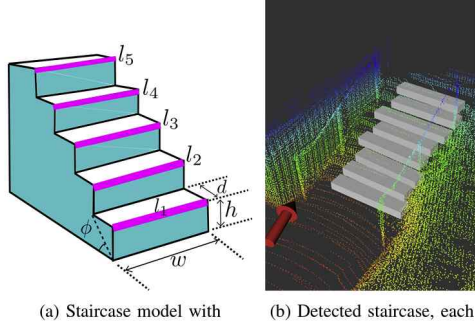 l5
l4
l3
l2
l1
d
h
ϕ
w
(a) Staircase model with
(b) Detected staircase, each